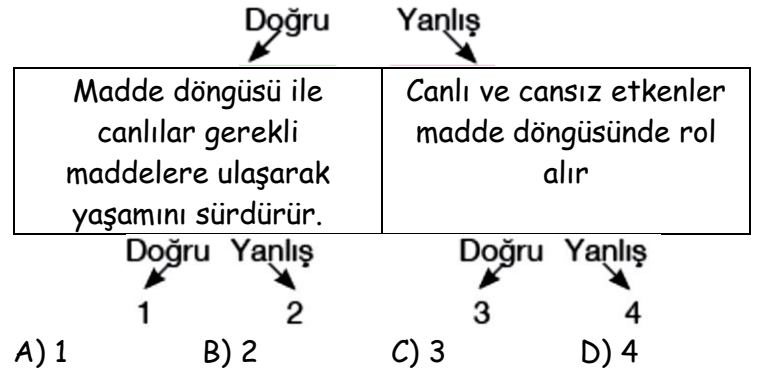 Doğru Yanlış
Madde döngüsü ile
canlılar gerekli
maddelere ulaşarak
yaşamını sürdürür.
Canlı ve cansız etkenler
madde döngüsünde rol
alır
Doğru Yanlış Doğru Yanlış
1 2 3 4
A) 1 B) 2 C) 3 D) 4